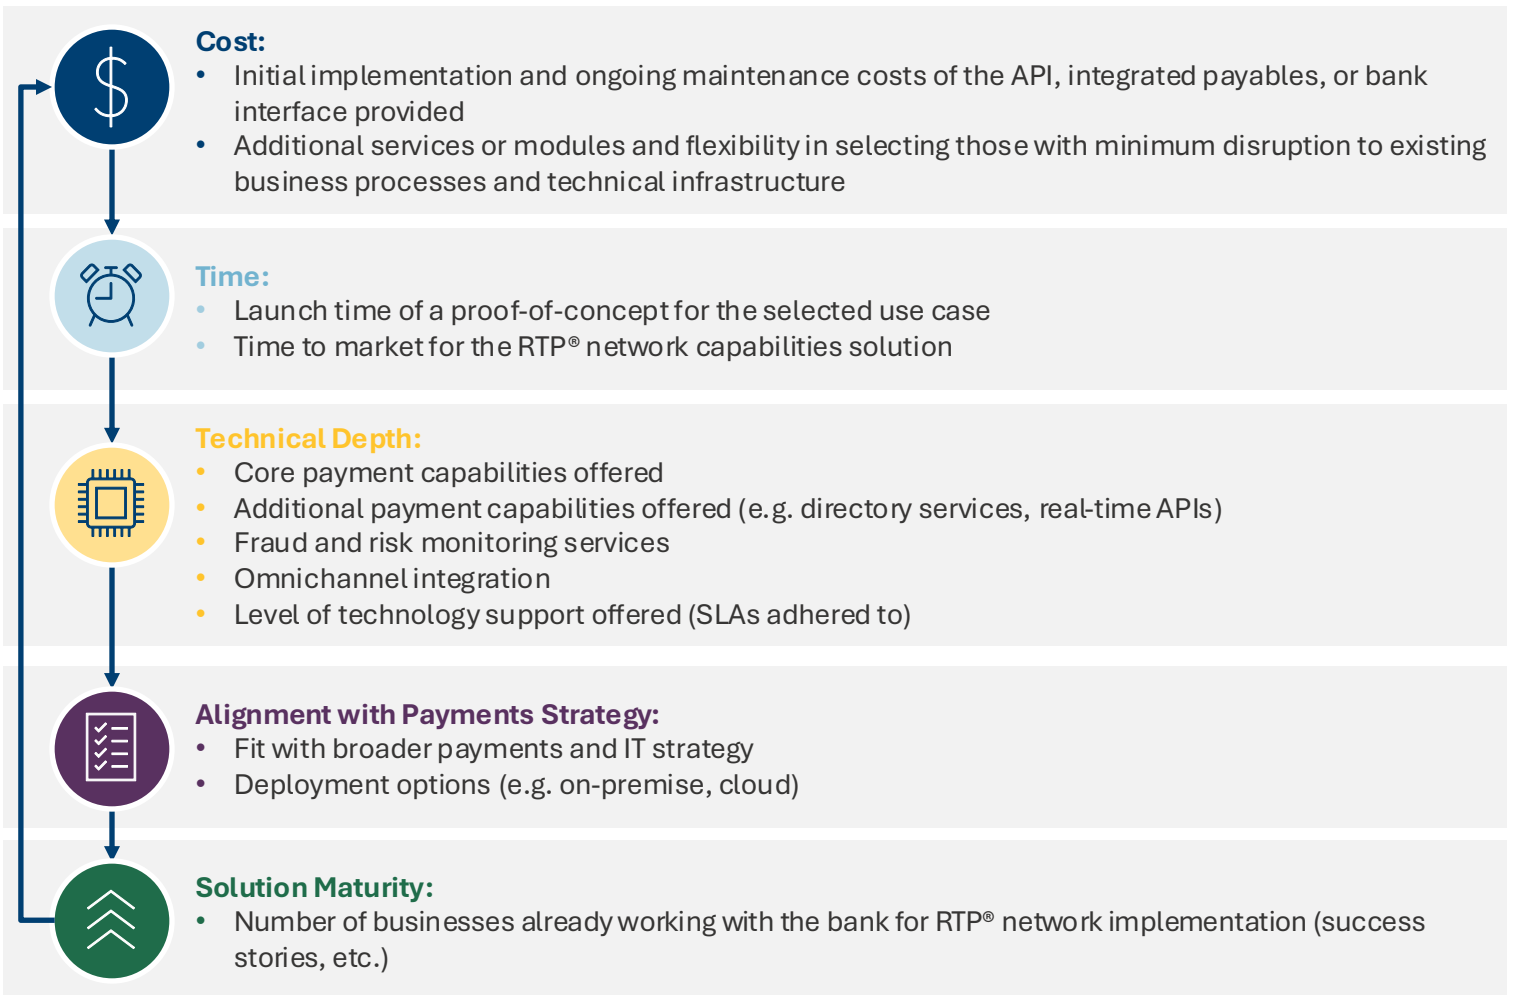 Cost:
• Initial implementation and ongoing maintenance costs of the API, integrated payables, or bank
interface provided
• Additional services or modules and flexibility in selecting those with minimum disruption to existing
business processes and technical infrastructure
Time:
• Launch time of a proof-of-concept for the selected use case
• Time to market for the RTP® network capabilities solution
Technical Depth:
• Core payment capabilities offered
• Additional payment capabilities offered (e.g. directory services, real-time APIs)
• Fraud and risk monitoring services
• Omnichannel integration
• Level of technology support offered (SLAs adhered to)
Alignment with Payments Strategy:
• Fit with broader payments and IT strategy
• Deployment options (e.g. on-premise, cloud)
Solution Maturity:
• Number of businesses already working with the bank for RTP® network implementation (success
stories, etc.)